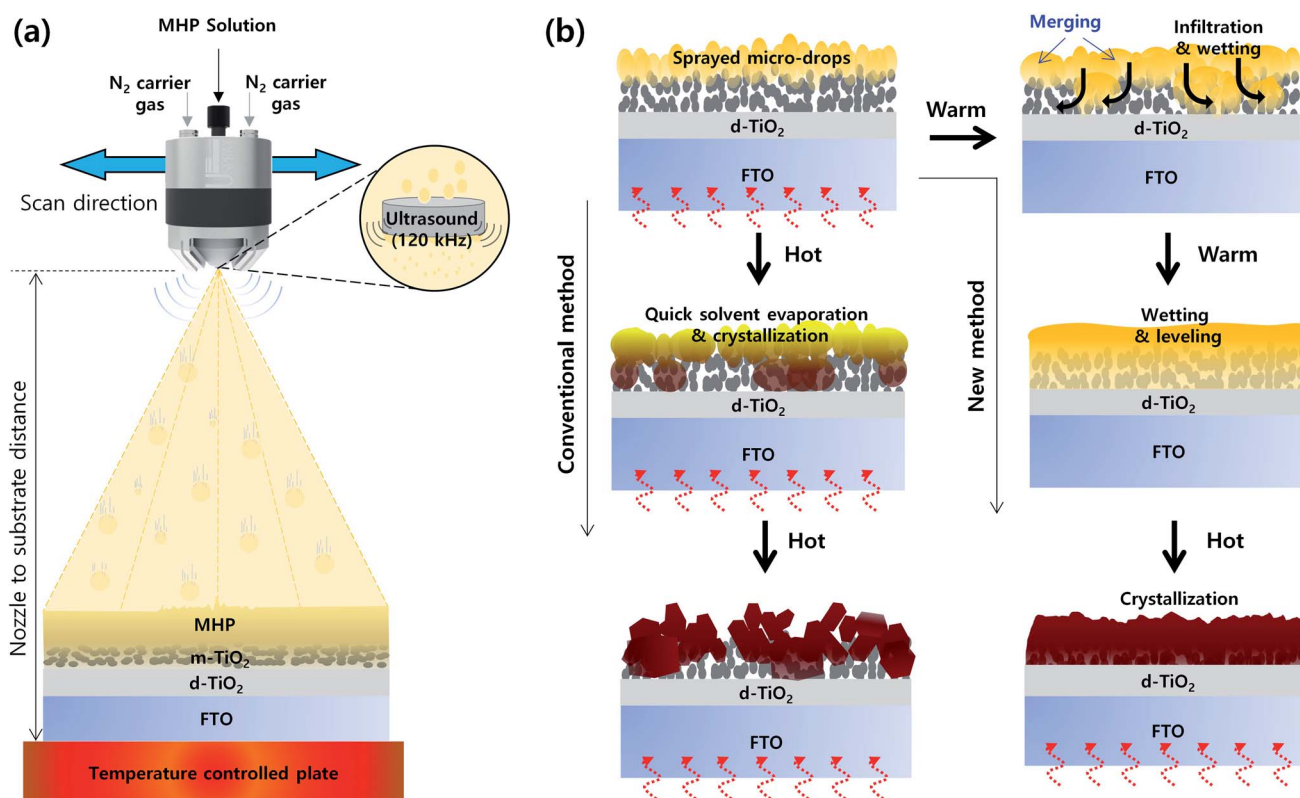 (a)
MHP Solution
N₂ carrier
gas
N₂ carrier
gas
Scan direction
Ultrasound
(120 kHz)
Nozzle to substrate distance
MHP
m-TiO₂
d-TiO₂
FTO
Temperature controlled plate
(b)
Sprayed micro-drops
d-TiO₂
FTO
Warm
Merging
Infiltration
& wetting
d-TiO₂
FTO
Conventional method
Hot
Quick solvent evaporation
& crystallization
d-TiO₂
FTO
Hot
d-TiO₂
FTO
New method
Warm
Wetting
& leveling
d-TiO₂
FTO
Hot
Crystallization
d-TiO₂
FTO